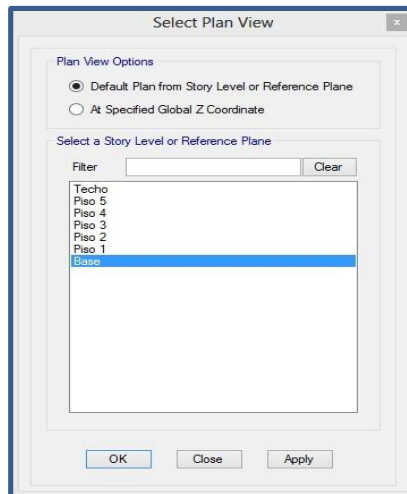 Select Plan View
x
Plan View Options
Default Plan from Story Level or Reference Plane
At Specified Global Z Coordinate
Select a Story Level or Reference Plane
Filter Clear
Techo
Piso 5
Piso 4
Piso 3
Piso 2
Piso 1
Base
OK Close Apply